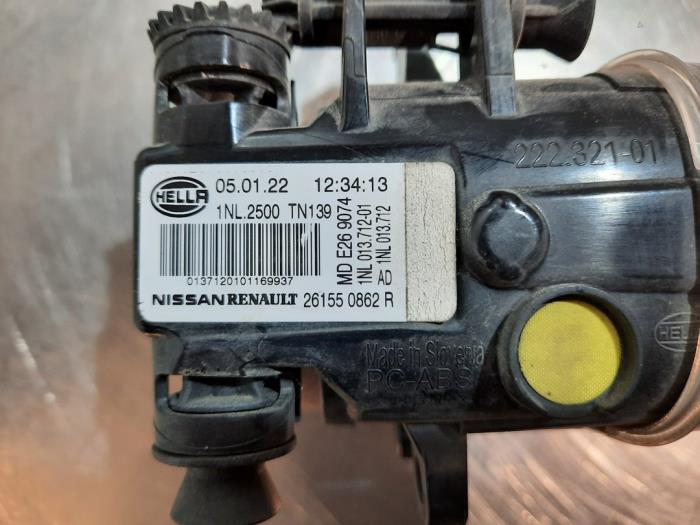 HELLA 05.01.22 12:34:13
1NL.2500 TN139
0137120101169937
NISSAN RENAULT 26155 0862 R
MD E26 9074
1NL 013.712-01
1NL 013.712
AD
222.321-01
HELLA
Made in Slovenia
PC-ABS